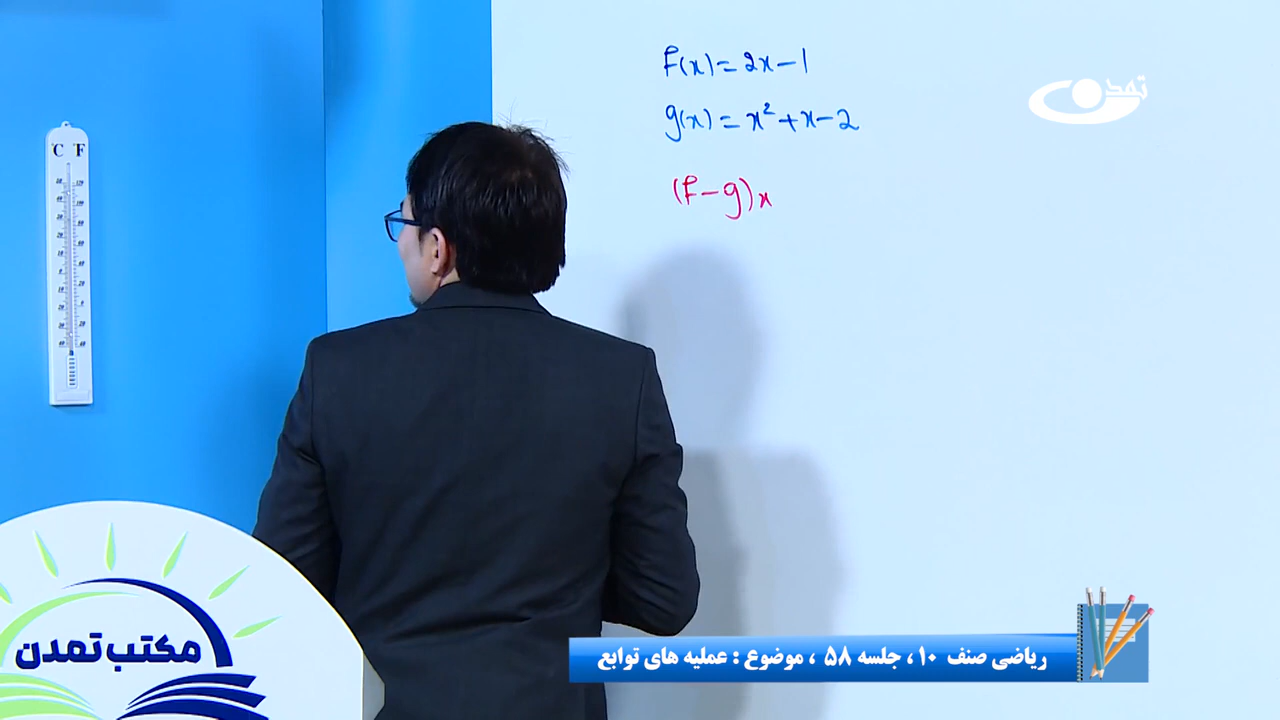 F(x)=2x-1
g(x)=x²+x-2
(F-g)x
تمدن
C F
مکتب تمدن
ریاضی صنف ۱۰، جلسه ۵۸، موضوع : عملیه های توابع